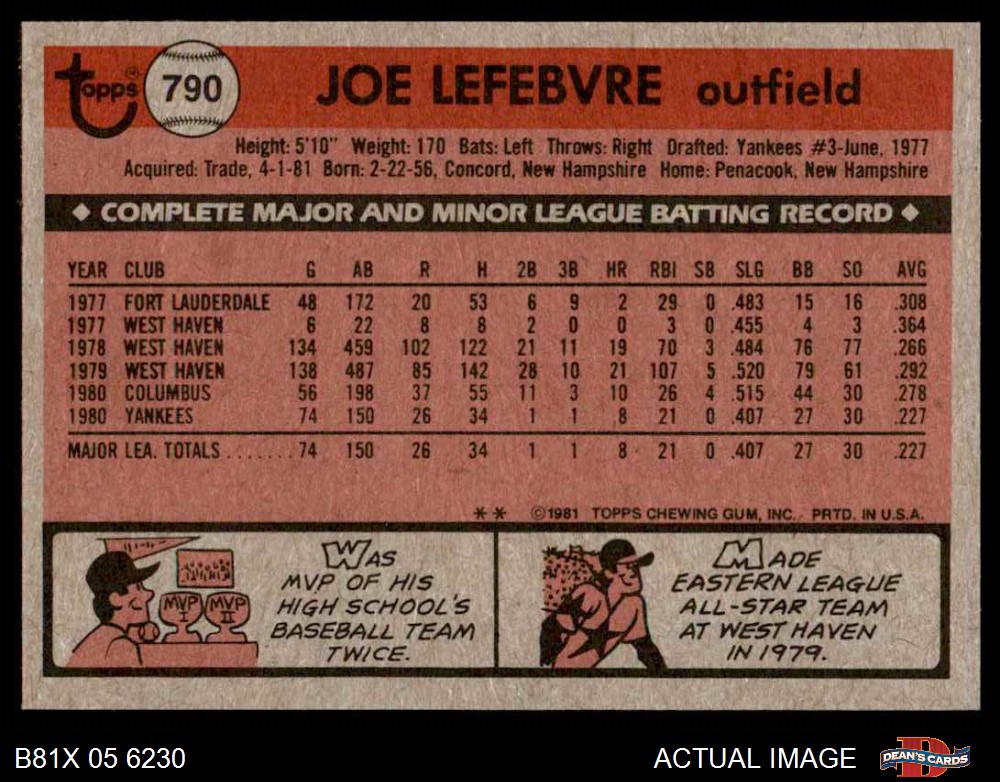 Topps 790 JOE LEFEBVRE outfield
Height: 5'10" Weight: 170 Bats: Left Throws: Right Drafted: Yankees #3-June, 1977
Acquired: Trade, 4-1-81 Born: 2-22-56, Concord, New Hampshire Home: Penacook, New Hampshire
◆ COMPLETE MAJOR AND MINOR LEAGUE BATTING RECORD ◆
YEAR CLUB G AB R H 2B 3B HR RBI SB SLG BB SO AVG
1977 FORT LAUDERDALE 48 172 20 53 6 9 2 29 0 .483 15 16 .308
1977 WEST HAVEN 6 22 8 8 2 0 0 3 0 .455 4 3 .364
1978 WEST HAVEN 134 459 102 122 21 11 19 70 3 .484 76 77 .266
1979 WEST HAVEN 138 487 85 142 28 10 21 107 5 .520 79 61 .292
1980 COLUMBUS 56 198 37 55 11 3 10 26 4 .515 44 30 .278
1980 YANKEES 74 150 26 34 1 1 8 21 0 .407 27 30 .227
MAJOR LEA. TOTALS ....... 74 150 26 34 1 1 8 21 0 .407 27 30 .227
** ©1981 TOPPS CHEWING GUM, INC. PRTD. IN U.S.A.
MVP I MVP II
WAS
MVP OF HIS
HIGH SCHOOL'S
BASEBALL TEAM
TWICE.
MADE
EASTERN LEAGUE
ALL-STAR TEAM
AT WEST HAVEN
IN 1979.
B81X 05 6230 ACTUAL IMAGE DEAN'S CARDS